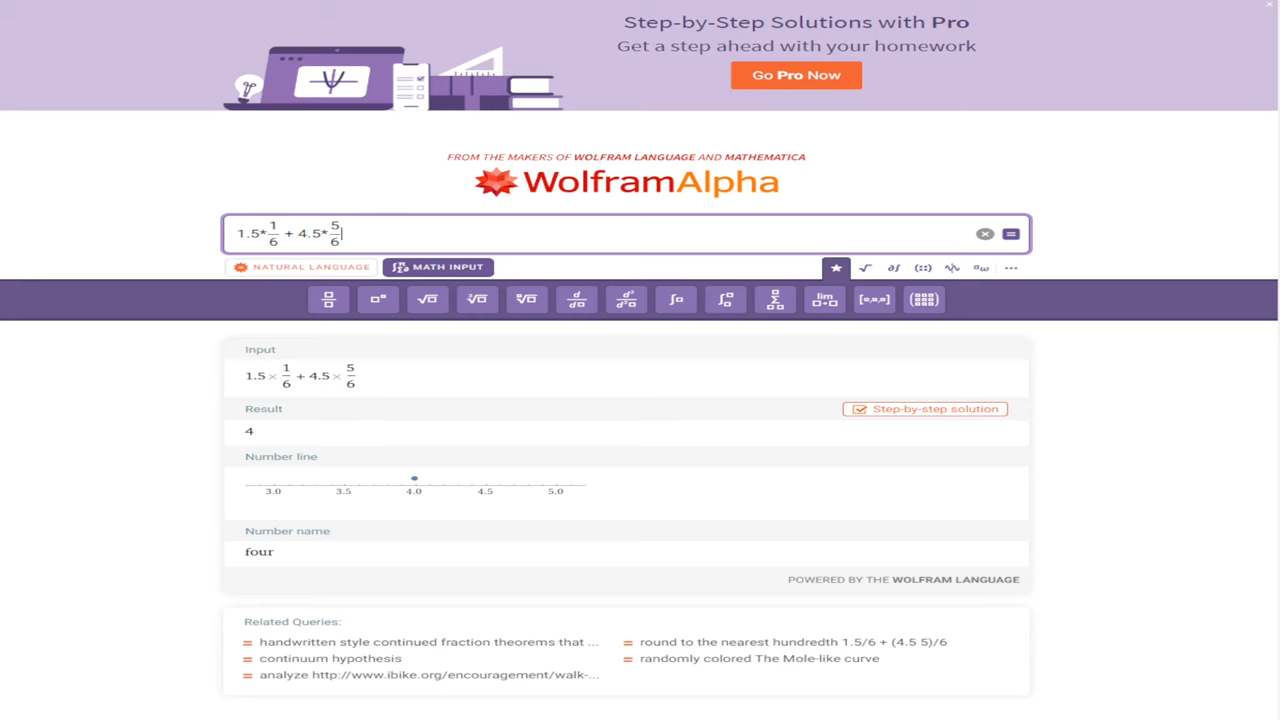 Step-by-Step Solutions with Pro
Get a step ahead with your homework
Go Pro Now
FROM THE MAKERS OF WOLFRAM LANGUAGE AND MATHEMATICA
WolframAlpha
1.5*1/6 + 4.5*5/6
NATURAL LANGUAGE
MATH INPUT
Input
1.5 × 1/6 + 4.5 × 5/6
Result
Step-by-step solution
4
Number line
3.0 3.5 4.0 4.5 5.0
Number name
four
POWERED BY THE WOLFRAM LANGUAGE
Related Queries:
= handwritten style continued fraction theorems that ...
= continuum hypothesis
= analyze http://www.ibike.org/encouragement/walk-...
= round to the nearest hundredth 1.5/6 + (4.5 5)/6
= randomly colored The Mole-like curve